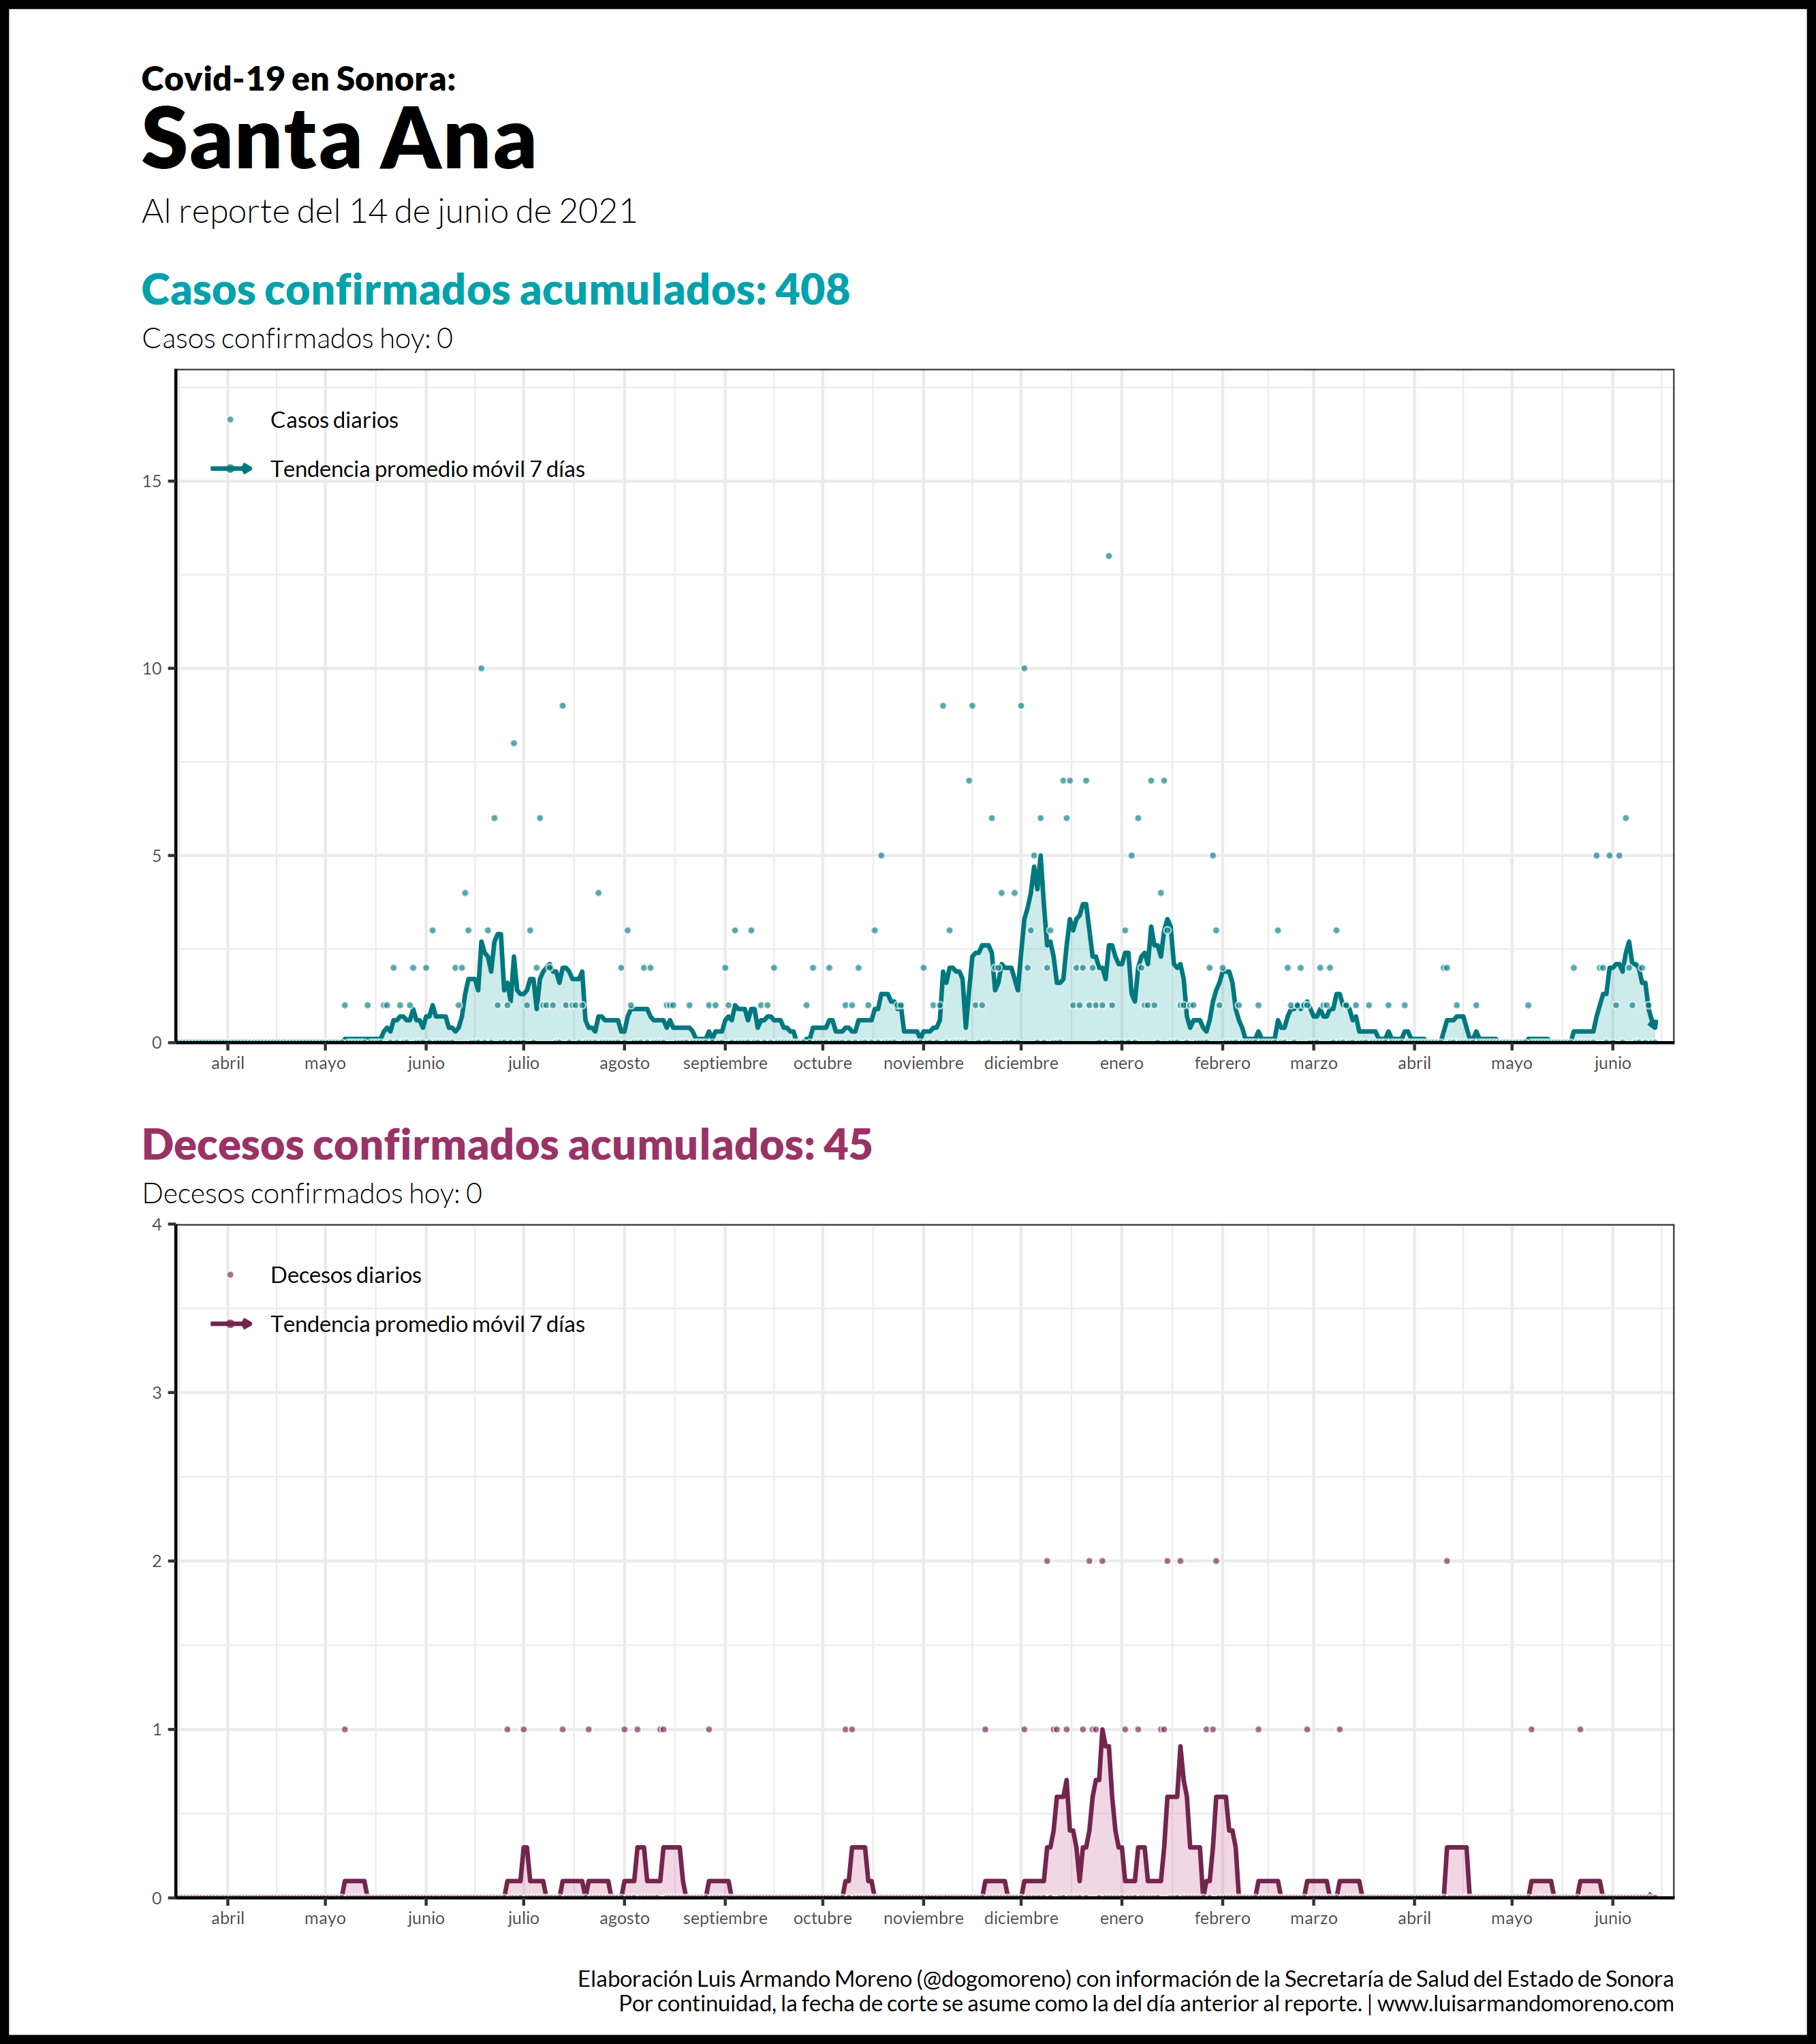 Covid-19 en Sonora:
Santa Ana
Al reporte del 14 de junio de 2021
Casos confirmados acumulados: 408
Casos confirmados hoy: 0
Casos diarios
Tendencia promedio móvil 7 días
15
10
5
0
abril mayo junio julio agosto septiembre octubre noviembre diciembre enero febrero marzo abril mayo junio
Decesos confirmados acumulados: 45
Decesos confirmados hoy: 0
4
Decesos diarios
Tendencia promedio móvil 7 días
3
2
1
0
abril mayo junio julio agosto septiembre octubre noviembre diciembre enero febrero marzo abril mayo junio
Elaboración Luis Armando Moreno (@dogomoreno) con información de la Secretaría de Salud del Estado de Sonora
Por continuidad, la fecha de corte se asume como la del día anterior al reporte. | www.luisarmandomoreno.com